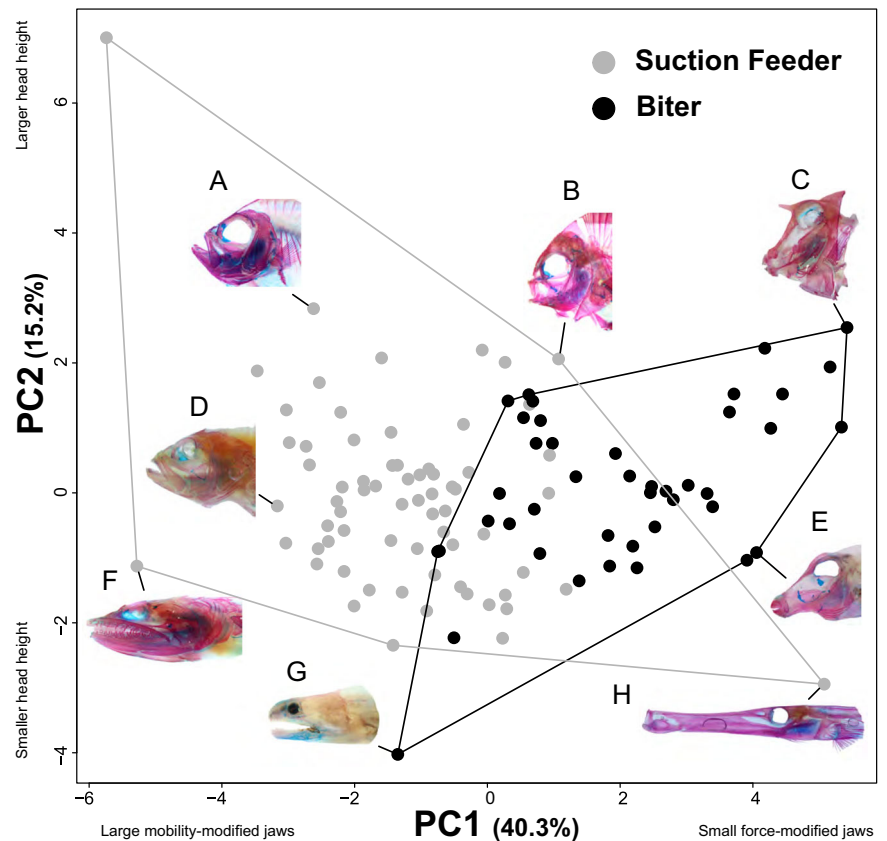 Larger head height
Smaller head height
PC2 (15.2%)
6
4
2
0
−2
−4
Suction Feeder
Biter
A
B
C
D
E
F
G
H
−6
−4
−2
0
2
4
Large mobility-modified jaws
PC1 (40.3%)
Small force-modified jaws